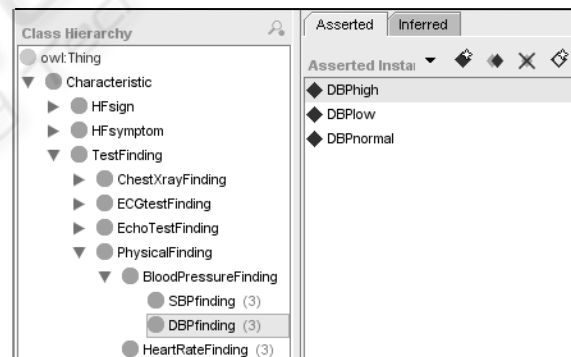 Class Hierarchy
owl:Thing
Characteristic
HFsign
HFsymptom
TestFinding
ChestXrayFinding
ECGtestFinding
EchoTestFinding
PhysicalFinding
BloodPressureFinding
SBPfinding (3)
DBPfinding (3)
HeartRateFinding (3)
Asserted Inferred
Asserted Insta
DBPhigh
DBPlow
DBPnormal